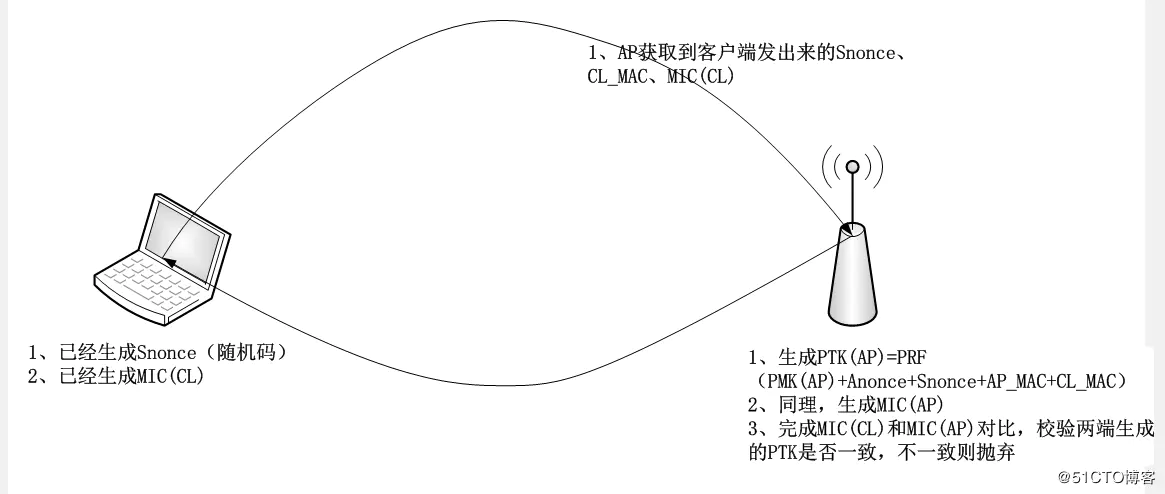 1、AP获取到客户端发出来的Snonce、
CL_MAC、MIC(CL)
1、已经生成Snonce（随机码）
2、已经生成MIC(CL)
1、生成PTK(AP)=PRF
（PMK(AP)+Anonce+Snonce+AP_MAC+CL_MAC）
2、同理，生成MIC(AP)
3、完成MIC(CL)和MIC(AP)对比，校验两端生成
的PTK是否一致，不一致则抛弃
@51CTO博客